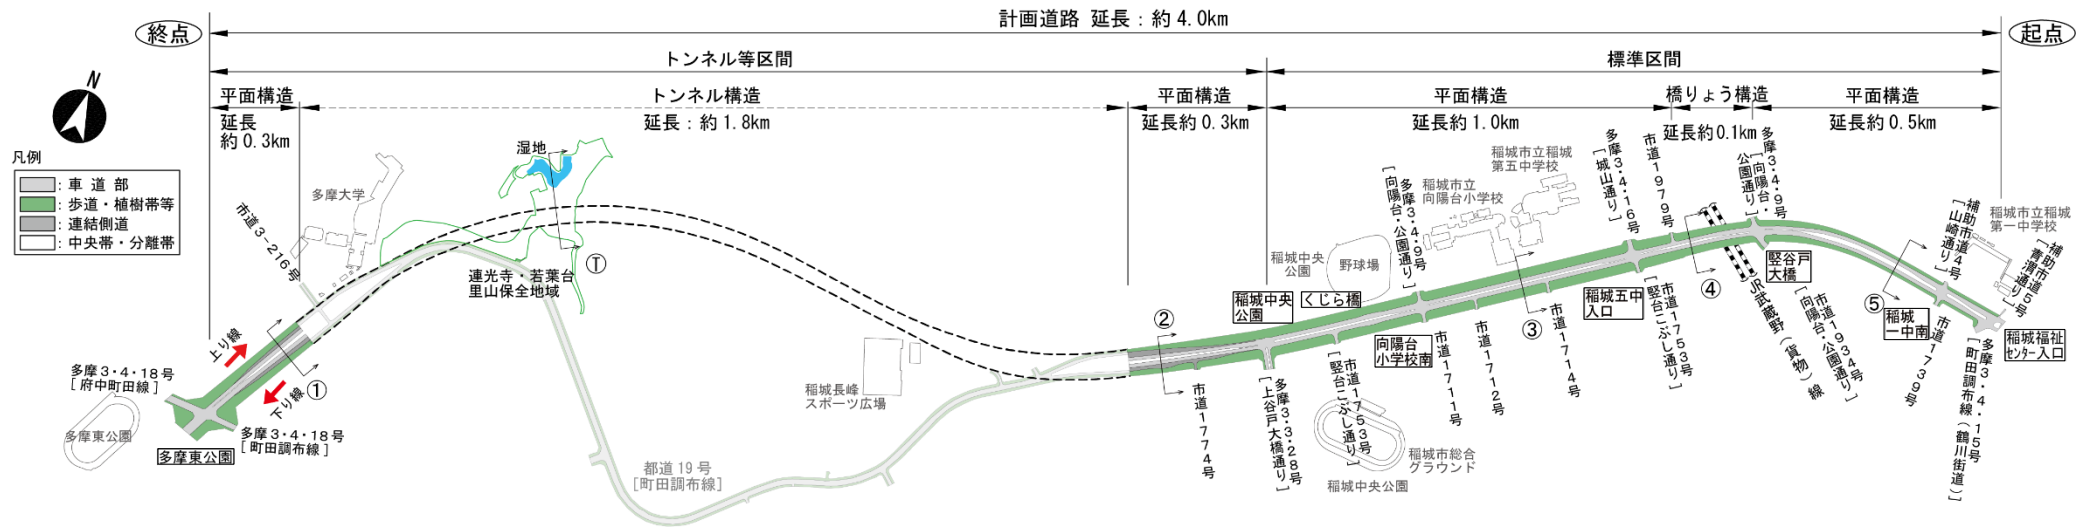 計画道路 延長：約4.0km
終点
起点
トンネル等区間
標準区間
平面構造
延長
約0.3km
トンネル構造
延長：約1.8km
平面構造
延長約0.3km
平面構造
延長約1.0km
橋りょう構造
延長約0.1km
平面構造
延長約0.5km
N
凡例
：車道部
：歩道・植樹帯等
：連結側道
：中央帯・分離帯
市道3-216号
多摩大学
湿地
Ⓣ
連光寺・若葉台
里山保全地域
上り線
下り線
①
多摩3・4・18号
［府中町田線］
多摩東公園
多摩東公園
多摩3・4・18号
［町田調布線］
都道19号
［町田調布線］
稲城長峰
スポーツ広場
②
市道1774号
稲城中央
公園
多摩3・3・28号
［上谷戸大橋通り］
稲城中央
公園
野球場
くじら橋
市道1753号
［竪台こぶし通り］
稲城中央公園
稲城市総合
グラウンド
多摩3・4・9号
［向陽台・公園通り］
向陽台
小学校南
稲城市立
向陽台小学校
稲城市立稲城
第五中学校
市道1711号
市道1712号
③
市道1714号
多摩3・4・16号
［城山通り］
稲城五中
入口
市道1753号
［竪台こぶし通り］
市道1979号
④
JR武蔵野（貨物）線
多摩3・4・9号
［向陽台・公園通り］
竪谷戸
大橋
市道1934号
［向陽台・公園通り］
⑤
補助市道4号
［山崎通り］
稲城
一中南
市道1739号
稲城市立稲城
第一中学校
補助市道5号
［青渭通り］
稲城福祉
センター入口
多摩3・4・15号
［町田調布線（鶴川街道）］